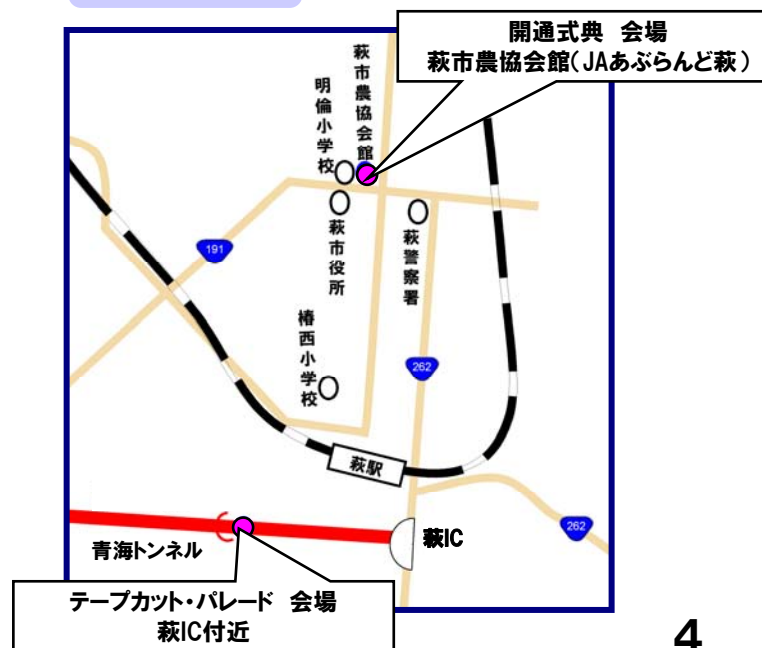 開通式典 会場
萩市農協会館(JAあぶらんど萩)
萩市農協会館
明倫小学校
萩市役所
萩警察署
191
椿西小学校
262
萩駅
262
青海トンネル
萩IC
テープカット・パレード 会場
萩IC付近
4